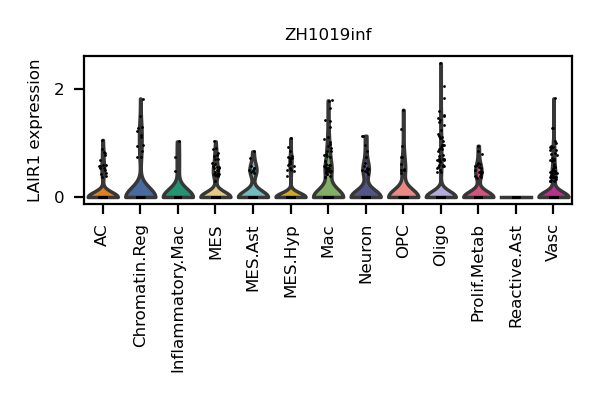 ZH1019inf
LAIR1 expression
2
0
AC
Chromatin.Reg
Inflammatory.Mac
MES
MES.Ast
MES.Hyp
Mac
Neuron
OPC
Oligo
Prolif.Metab
Reactive.Ast
Vasc